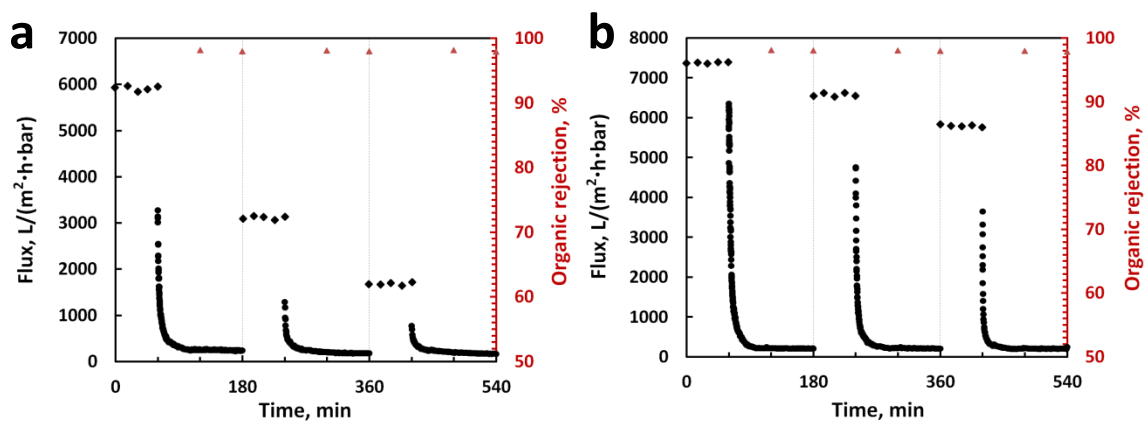 a
7000
6000
5000
4000
3000
2000
1000
0
Flux, L/(m²·h·bar)
0 180 360 540
Time, min
100
90
80
70
60
50
Organic rejection, %
b
8000
7000
6000
5000
4000
3000
2000
1000
0
Flux, L/(m²·h·bar)
0 180 360 540
Time, min
100
90
80
70
60
50
Organic rejection, %